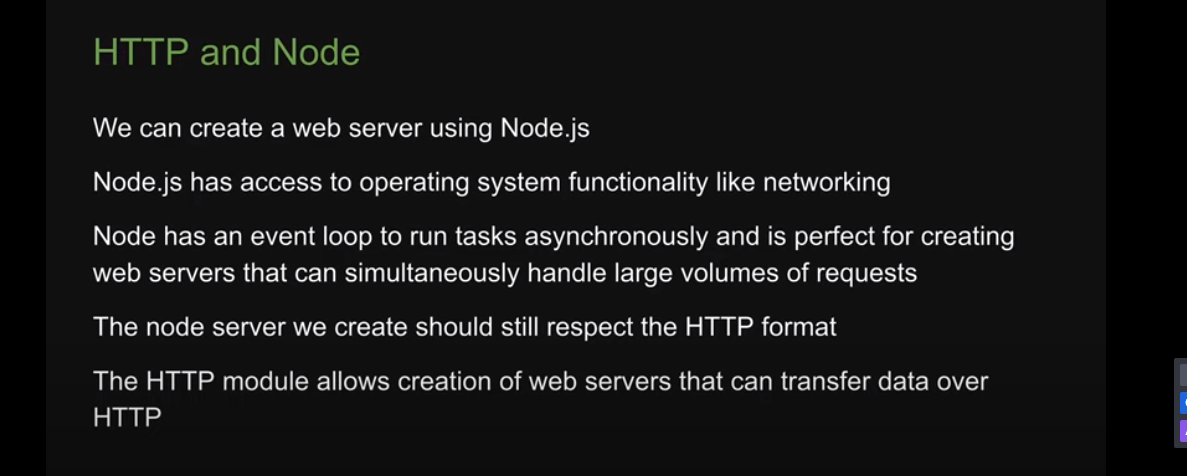 HTTP and Node
We can create a web server using Node.js
Node.js has access to operating system functionality like networking
Node has an event loop to run tasks asynchronously and is perfect for creating
web servers that can simultaneously handle large volumes of requests
The node server we create should still respect the HTTP format
The HTTP module allows creation of web servers that can transfer data over
HTTP